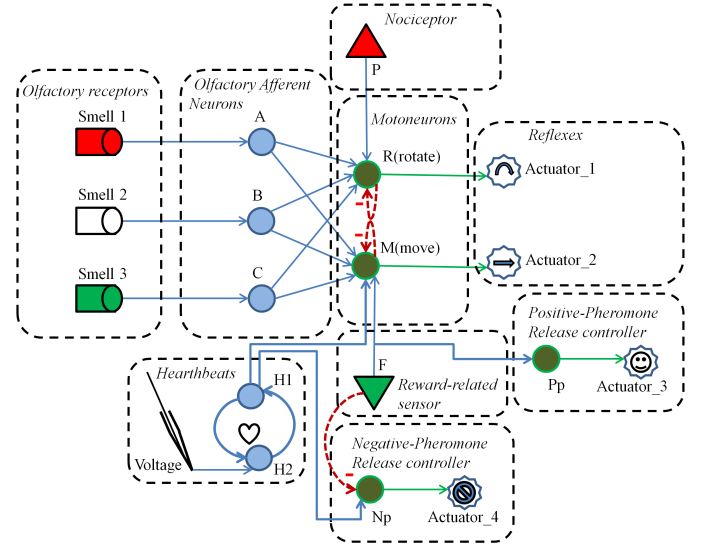 Nociceptor
P
Olfactory receptors
Smell 1
Smell 2
Smell 3
Olfactory Afferent
Neurons
A
B
C
Motoneurons
R(rotate)
M(move)
Reflexex
Actuator_1
Actuator_2
Positive-Pheromone
Release controller
Pp
Actuator_3
Hearthbeats
H1
H2
Voltage
F
Reward-related
sensor
Negative-Pheromone
Release controller
Np
Actuator_4